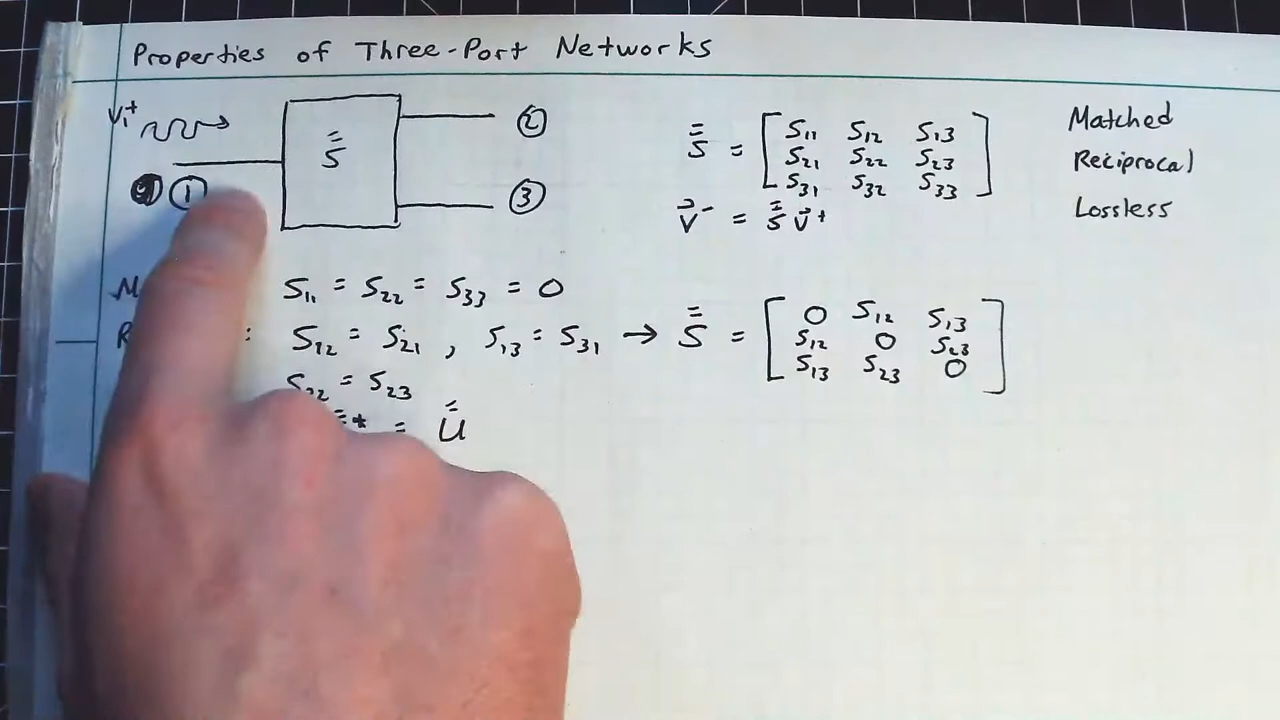 Properties of Three-Port Networks
V₁⁺
S̿
②
①
③
S̿ = [ S₁₁ S₁₂ S₁₃
S₂₁ S₂₂ S₂₃
S₃₁ S₃₂ S₃₃ ]
V⃗⁻ = S̿ V⃗⁺
Matched
Reciprocal
Lossless
S₁₁ = S₂₂ = S₃₃ = 0
: S₁₂ = S₂₁ , S₁₃ = S₃₁ → S̿ = [ 0 S₁₂ S₁₃
S₁₂ 0 S₂₃
S₁₃ S₂₃ 0 ]
= S₂₃
= U̿